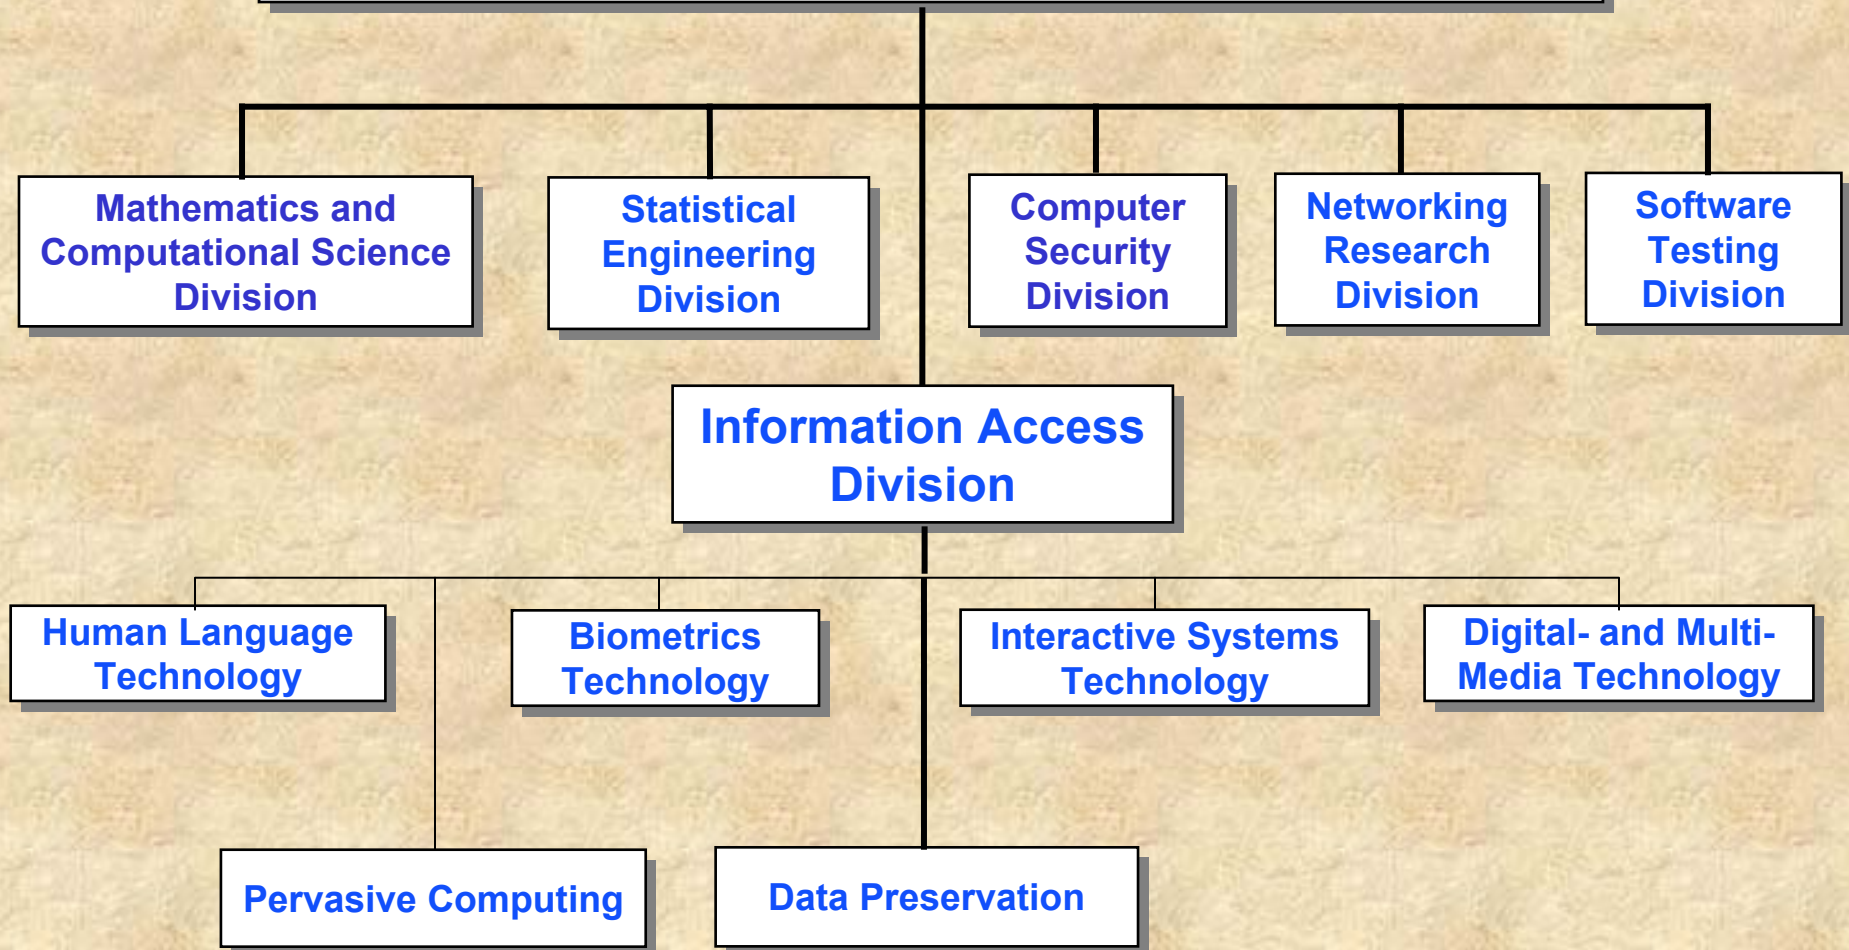 Mathematics and
Computational Science
Division
Statistical
Engineering
Division
Computer
Security
Division
Networking
Research
Division
Software
Testing
Division
Information Access
Division
Human Language
Technology
Biometrics
Technology
Interactive Systems
Technology
Digital- and Multi-
Media Technology
Pervasive Computing
Data Preservation